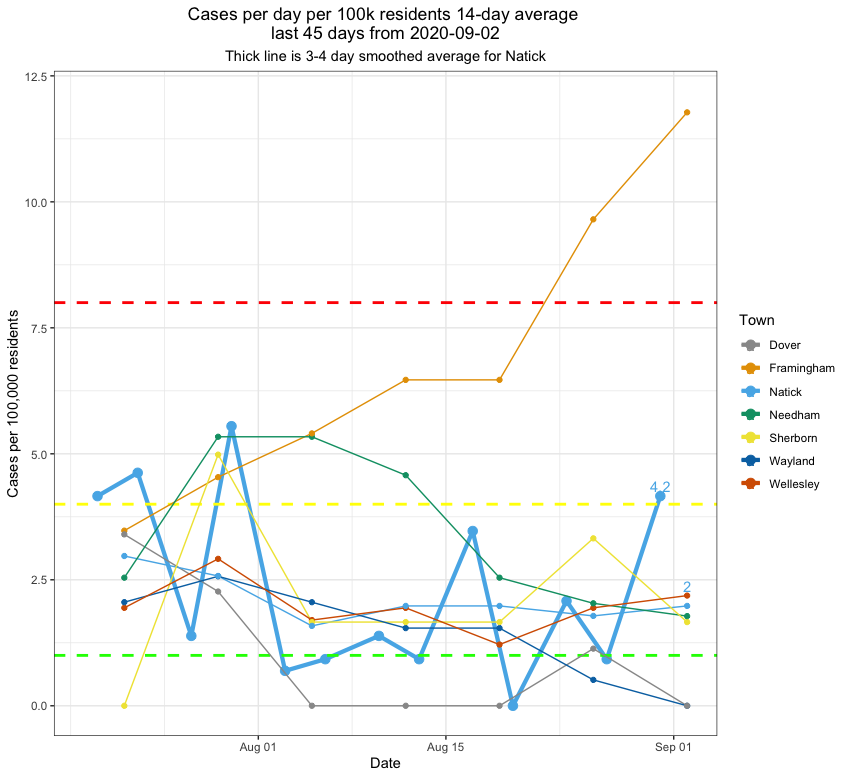 Cases per day per 100k residents 14-day average
last 45 days from 2020-09-02
Thick line is 3-4 day smoothed average for Natick
12.5
10.0
7.5
5.0
2.5
0.0
Cases per 100,000 residents
4.2
2
Aug 01
Aug 15
Sep 01
Date
Town
Dover
Framingham
Natick
Needham
Sherborn
Wayland
Wellesley